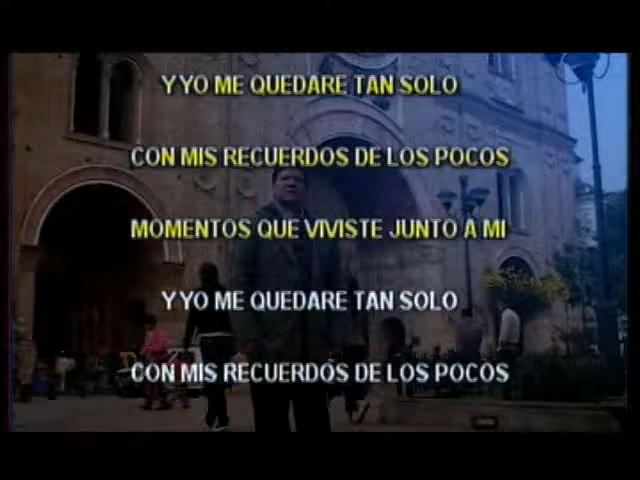 Y YO ME QUEDARE TAN SOLO
CON MIS RECUERDOS DE LOS POCOS
MOMENTOS QUE VIVISTE JUNTO A MI
Y YO ME QUEDARE TAN SOLO
CON MIS RECUERDOS DE LOS POCOS